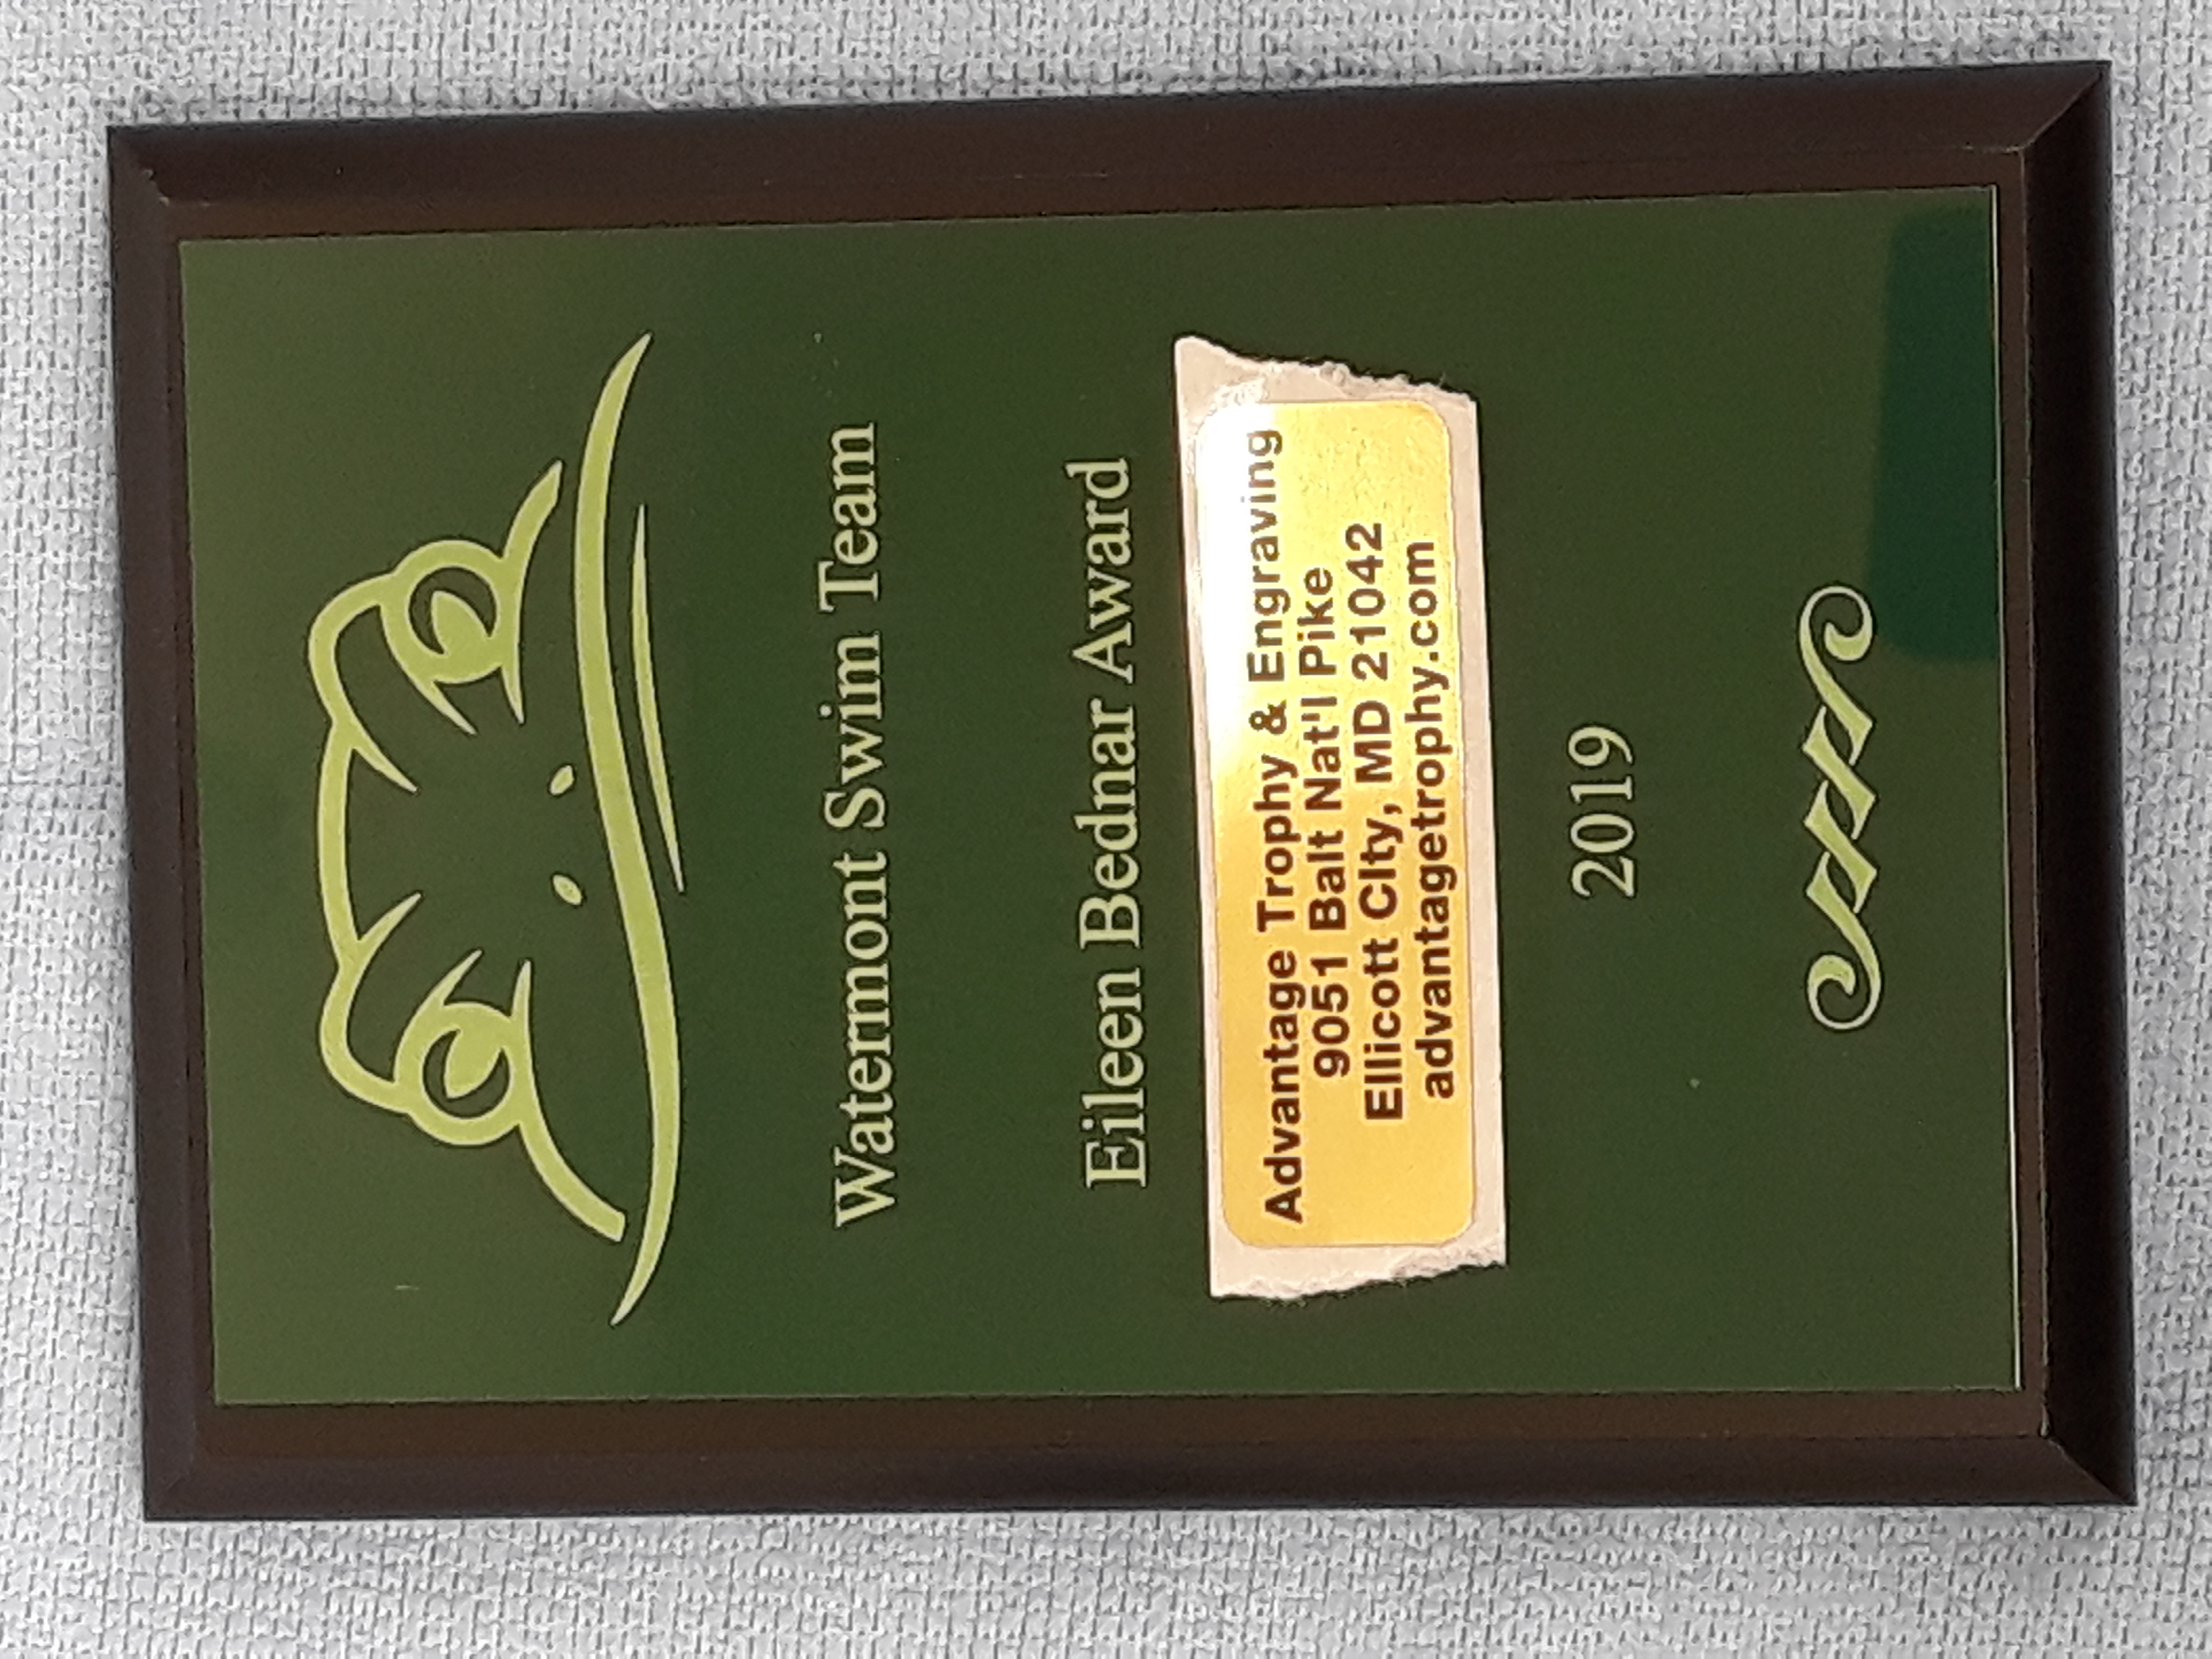 Watermont Swim Team
Eileen Bednar Award
Advantage Trophy & Engraving
9051 Balt Nat'l Pike
Ellicott CIty, MD 21042
advantagetrophy.com
2019